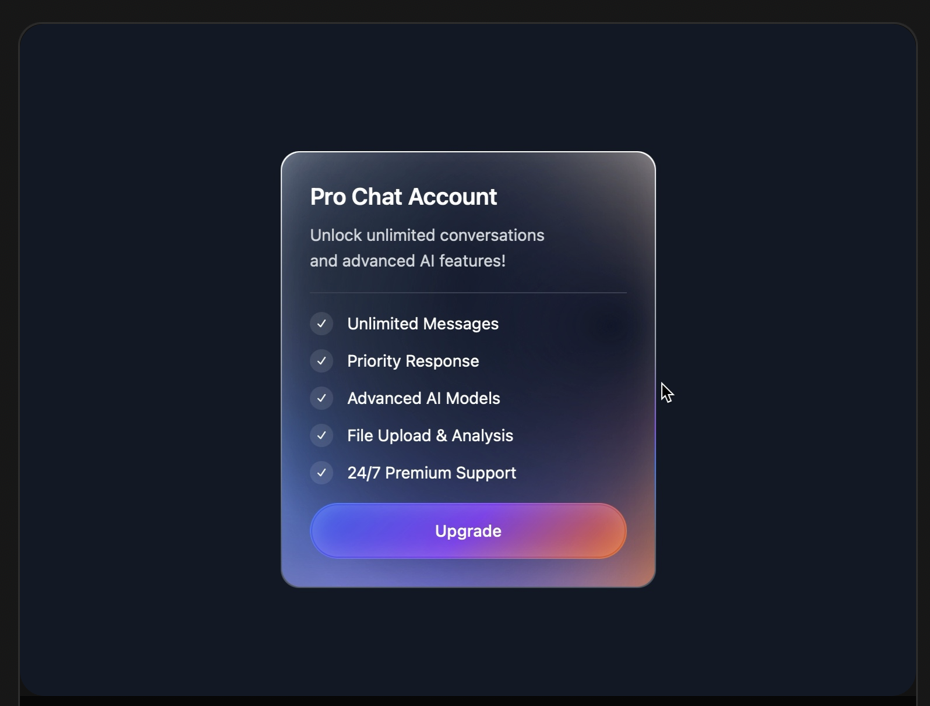 Pro Chat Account
Unlock unlimited conversations
and advanced AI features!
Unlimited Messages
Priority Response
Advanced AI Models
File Upload & Analysis
24/7 Premium Support
Upgrade